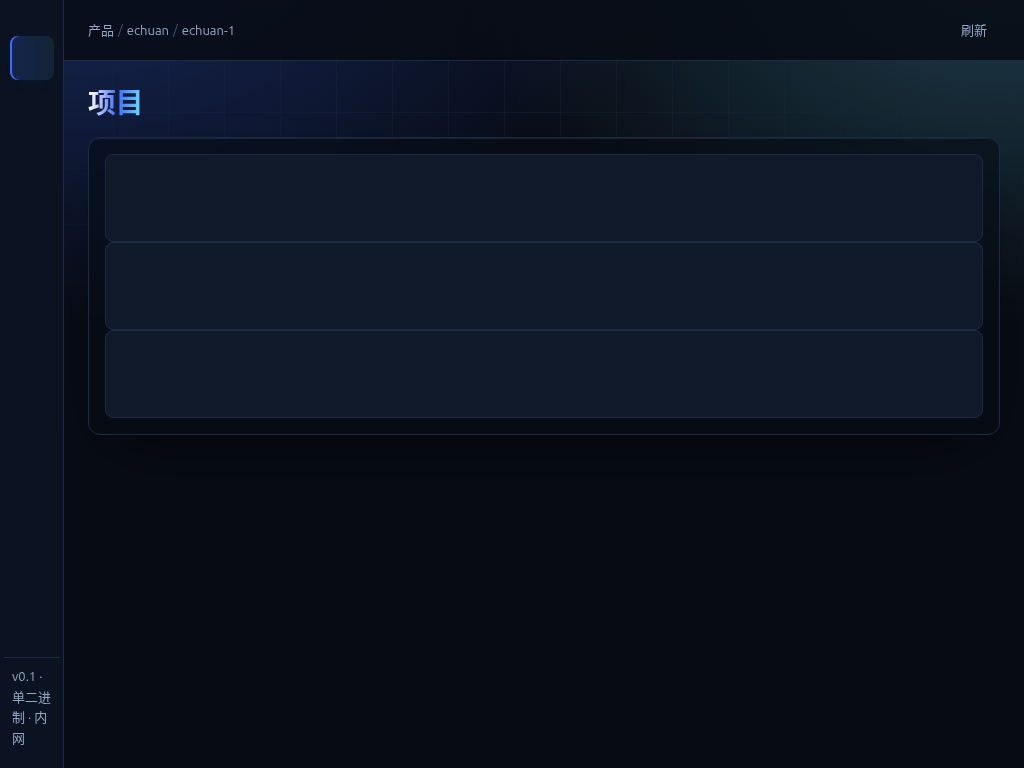 产品 / echuan / echuan-1
刷新
项目
v0.1 ·
单二进
制 · 内
网